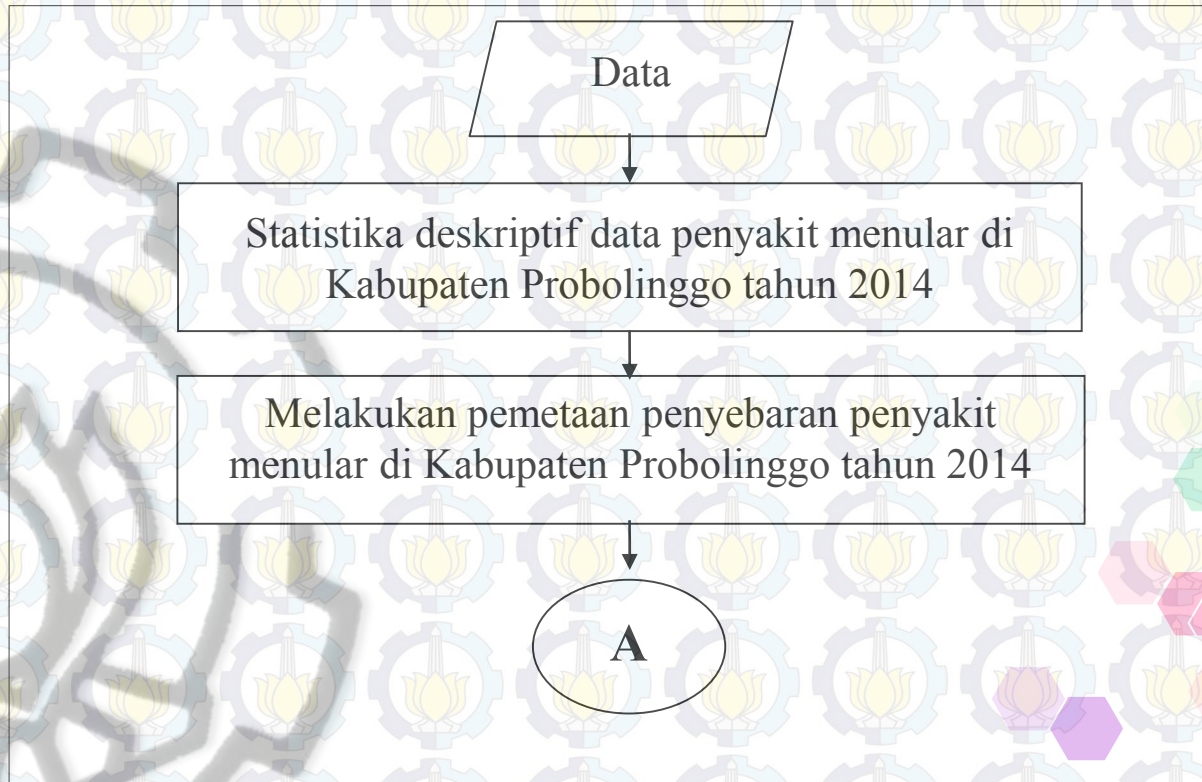 Data
Statistika deskriptif data penyakit menular di
Kabupaten Probolinggo tahun 2014
Melakukan pemetaan penyebaran penyakit
menular di Kabupaten Probolinggo tahun 2014
A